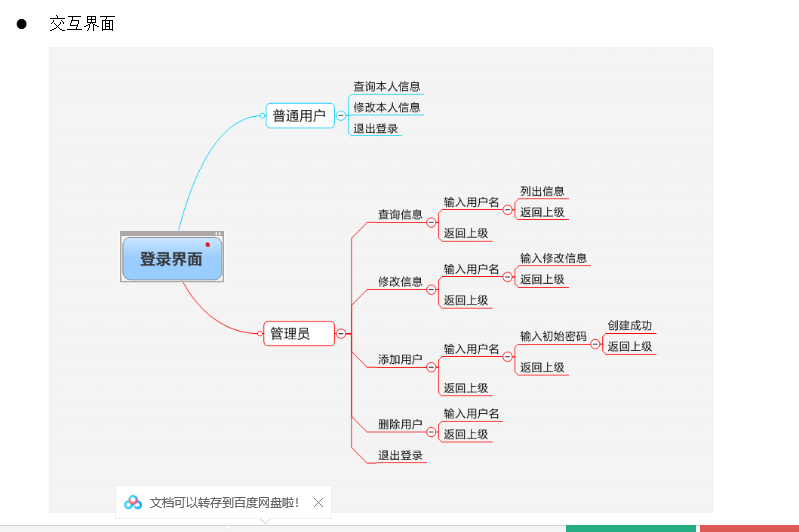 交互界面
查询本人信息
普通用户
修改本人信息
退出登录
登录界面
管理员
查询信息
输入用户名
列出信息
返回上级
返回上级
修改信息
输入用户名
输入修改信息
返回上级
返回上级
添加用户
输入用户名
输入初始密码
创建成功
返回上级
返回上级
返回上级
删除用户
输入用户名
返回上级
退出登录
文档可以转存到百度网盘啦!